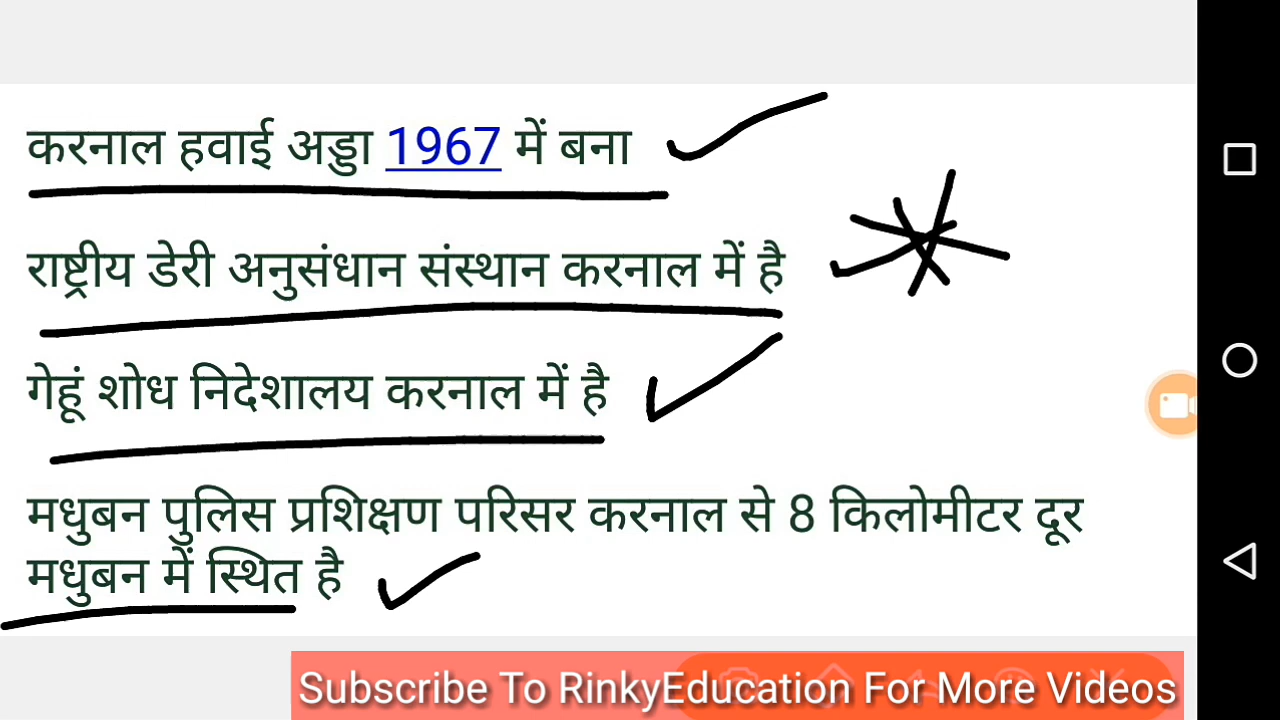 करनाल हवाई अड्डा 1967 में बना
राष्ट्रीय डेरी अनुसंधान संस्थान करनाल में है
गेहूं शोध निदेशालय करनाल में है
मधुबन पुलिस प्रशिक्षण परिसर करनाल से 8 किलोमीटर दूर
मधुबन में स्थित है
Subscribe To RinkyEducation For More Videos